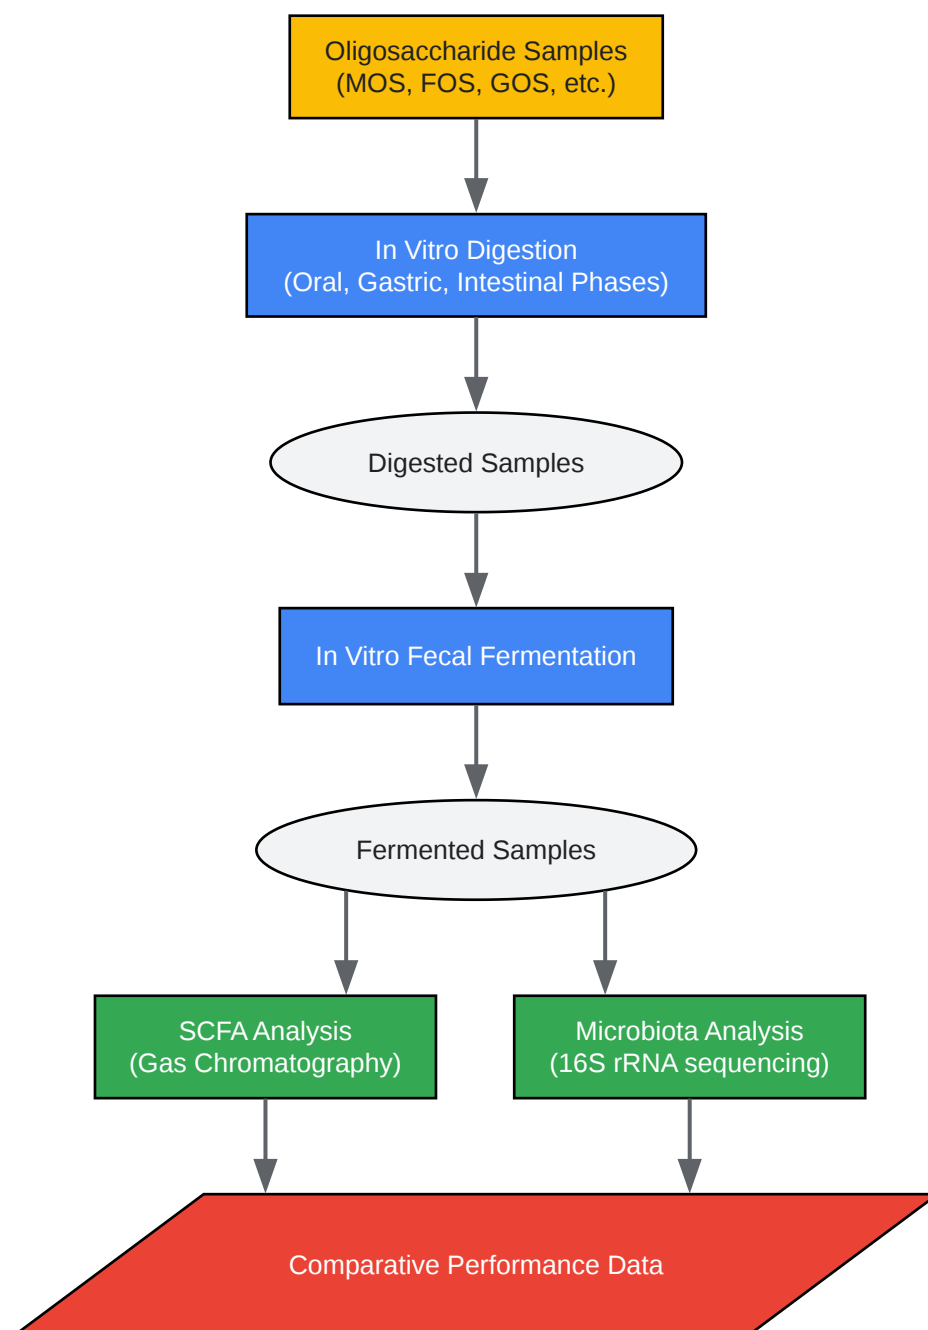 Oligosaccharide Samples
(MOS, FOS, GOS, etc.)
In Vitro Digestion
(Oral, Gastric, Intestinal Phases)
Digested Samples
In Vitro Fecal Fermentation
Fermented Samples
SCFA Analysis
(Gas Chromatography)
Microbiota Analysis
(16S rRNA sequencing)
Comparative Performance Data